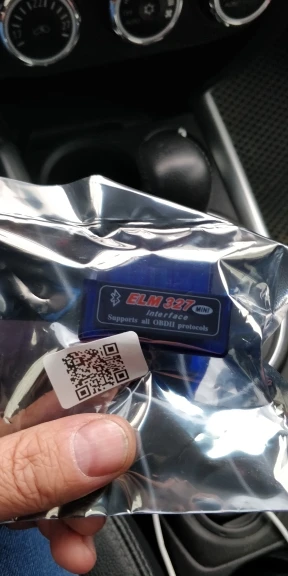 ELM 327 MINI
Interface
Supports all OBDII protocols